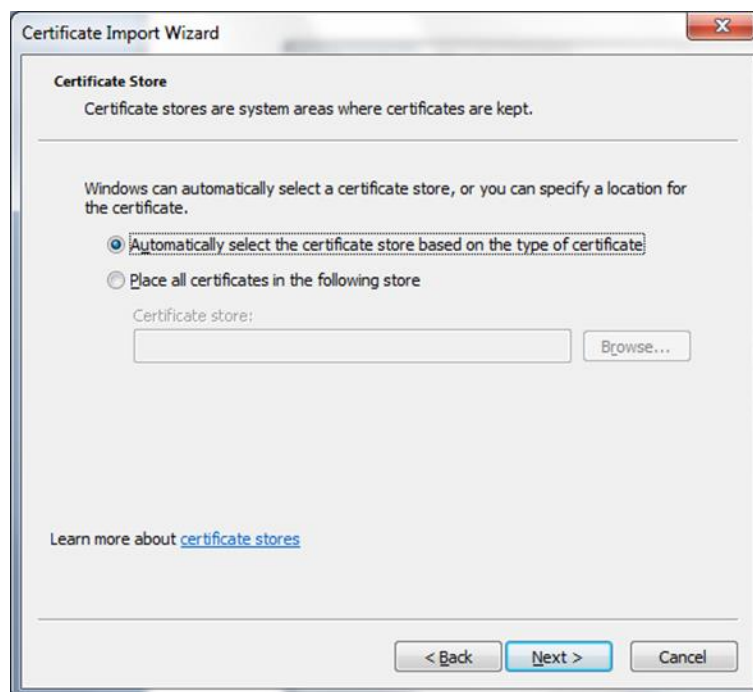 Certificate Import Wizard
Certificate Store
Certificate stores are system areas where certificates are kept.
Windows can automatically select a certificate store, or you can specify a location for
the certificate.
Automatically select the certificate store based on the type of certificate
Place all certificates in the following store
Certificate store:
Browse...
Learn more about certificate stores
< Back Next > Cancel